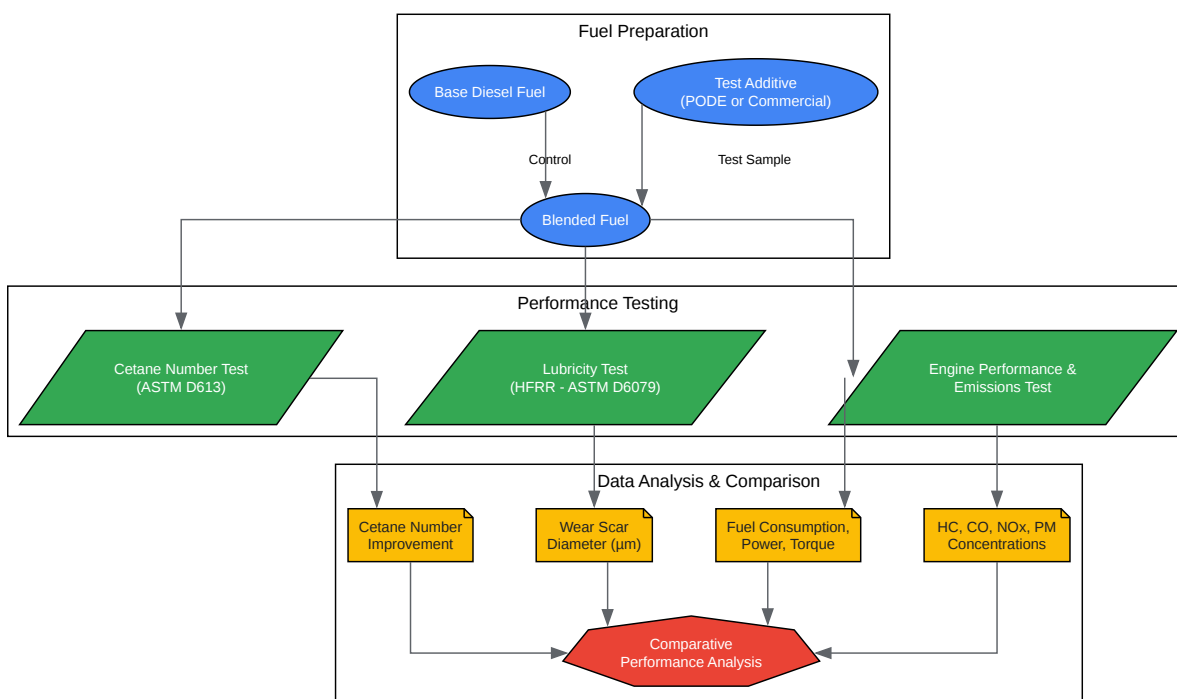 Fuel Preparation
Base Diesel Fuel
Test Additive
(PODE or Commercial)
Control
Test Sample
Blended Fuel
Performance Testing
Cetane Number Test
(ASTM D613)
Lubricity Test
(HFRR - ASTM D6079)
Engine Performance &
Emissions Test
Data Analysis & Comparison
Cetane Number
Improvement
Wear Scar
Diameter (µm)
Fuel Consumption,
Power, Torque
HC, CO, NOx, PM
Concentrations
Comparative
Performance Analysis